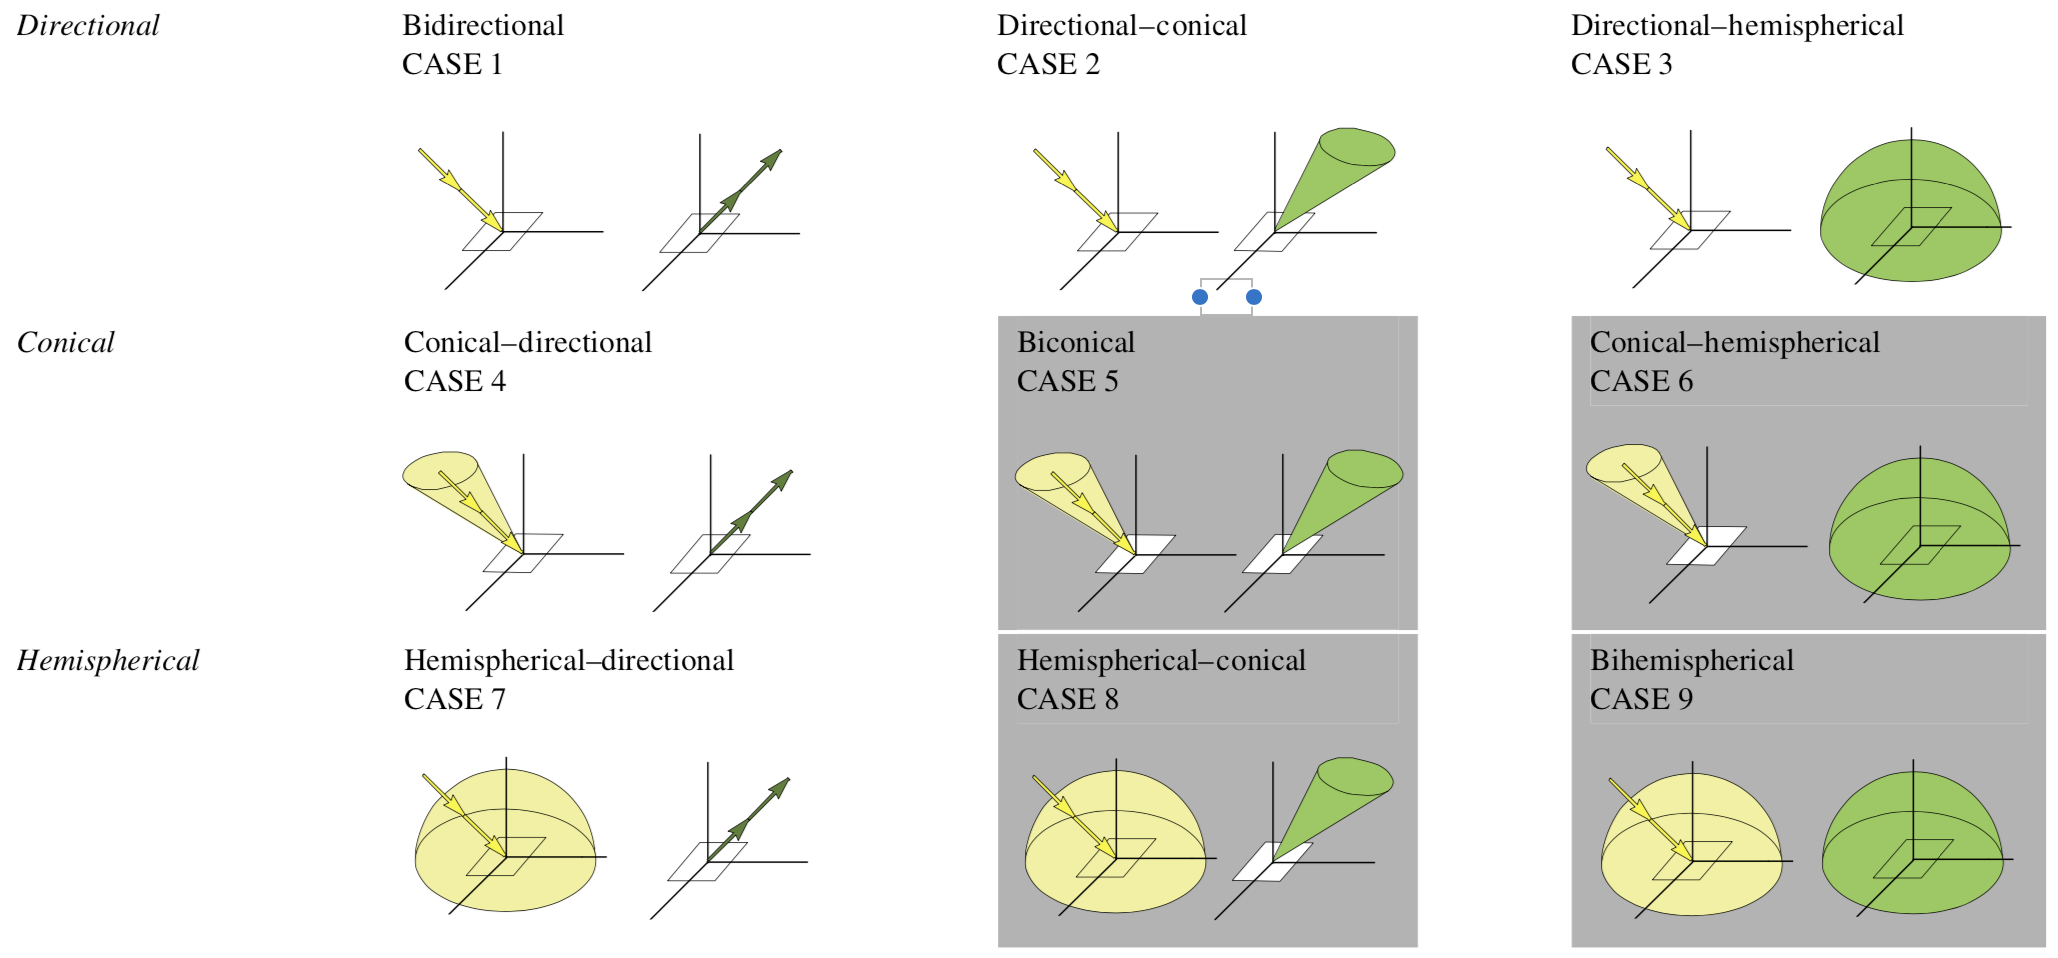 Directional
Bidirectional
CASE 1
Directional–conical
CASE 2
Directional–hemispherical
CASE 3
Conical
Conical–directional
CASE 4
Biconical
CASE 5
Conical–hemispherical
CASE 6
Hemispherical
Hemispherical–directional
CASE 7
Hemispherical–conical
CASE 8
Bihemispherical
CASE 9